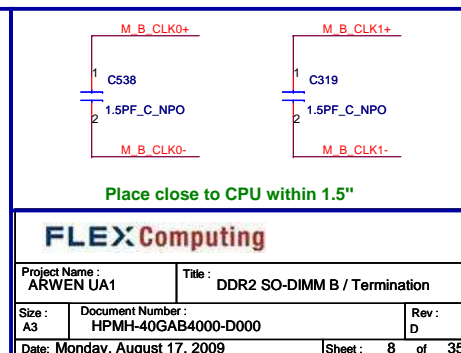 M_B_CLK0+ M_B_CLK1+
1 1
C538 C319
1.5PF_C_NPO 1.5PF_C_NPO
2 2
M_B_CLK0- M_B_CLK1-
Place close to CPU within 1.5"
FLEX Computing
Project Name : Title :
ARWEN UA1 DDR2 SO-DIMM B / Termination
Size : Document Number : Rev :
A3 HPMH-40GAB4000-D000 D
Date: Monday, August 17, 2009 Sheet : 8 of 35